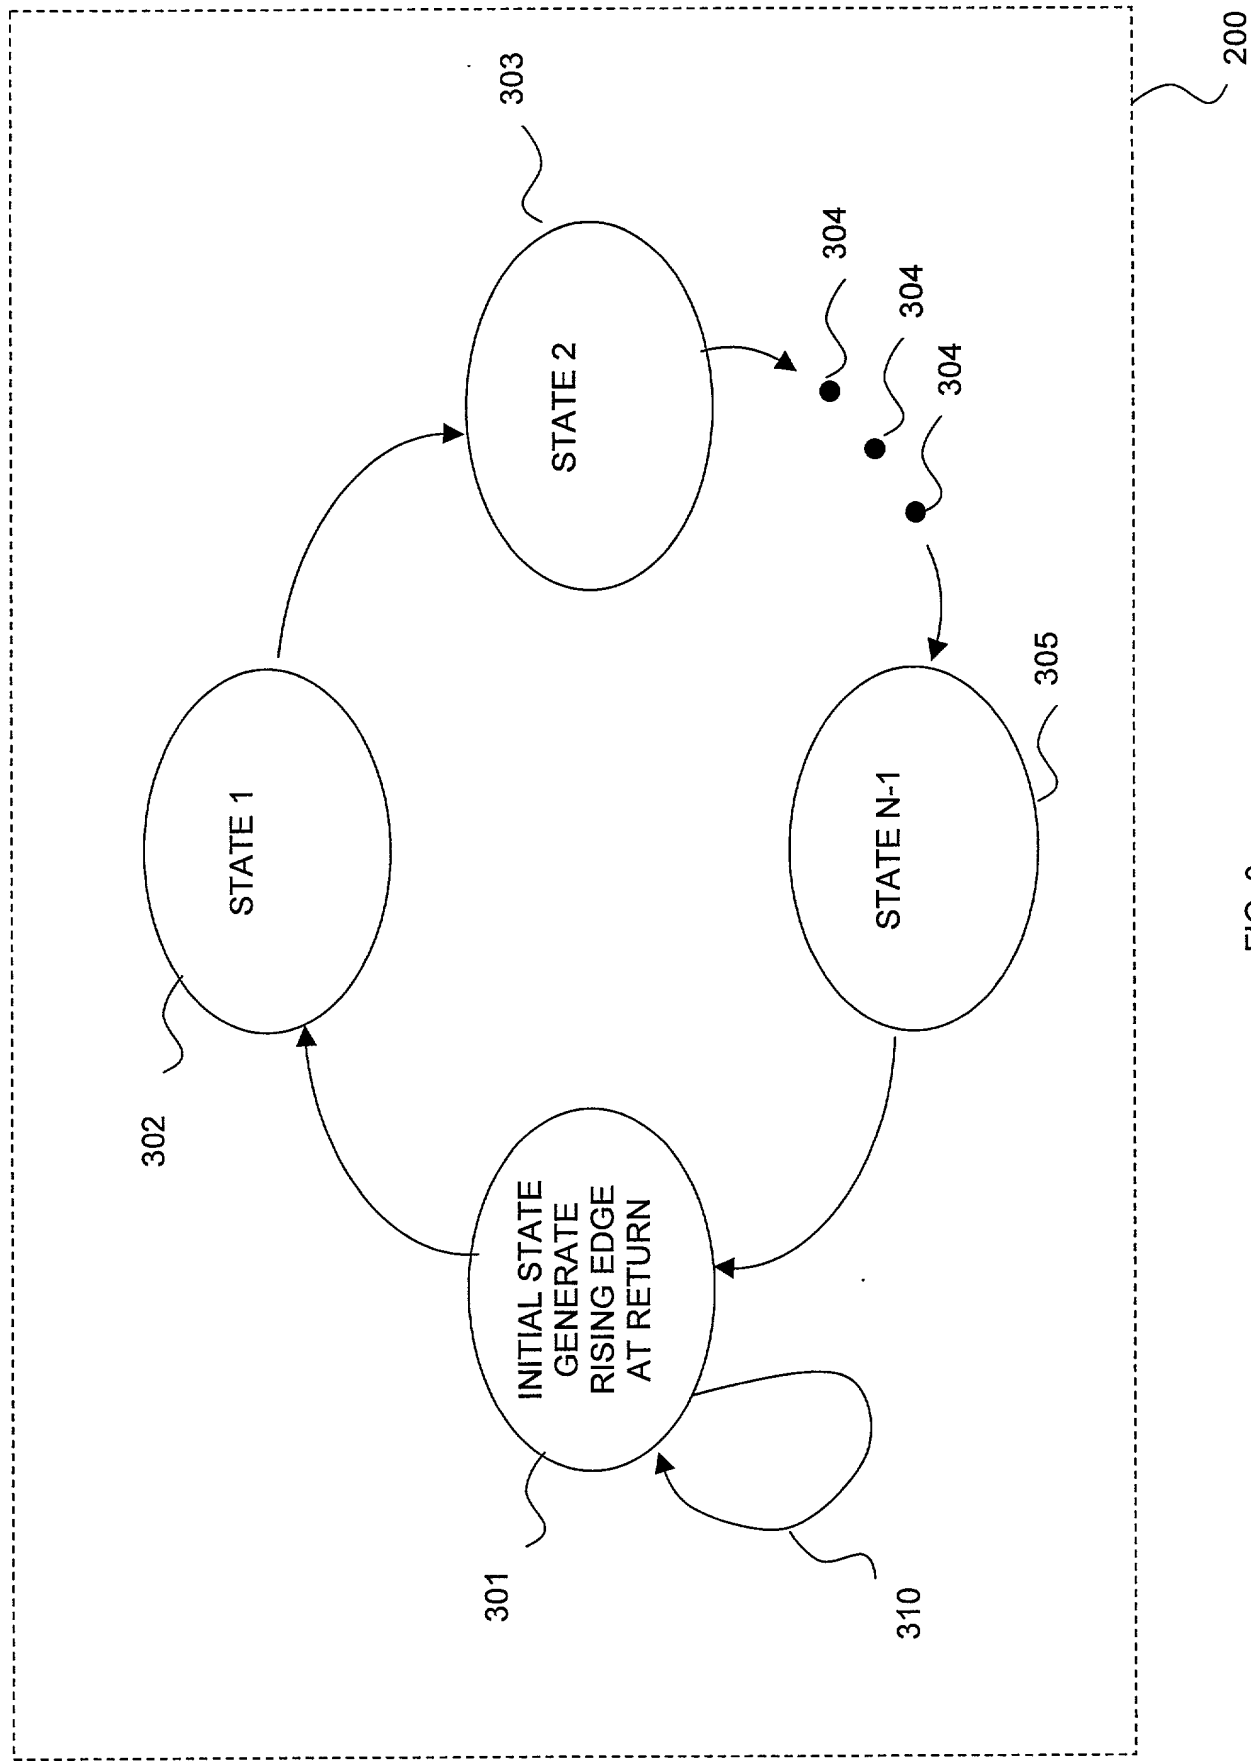 302
STATE 1
301
303
INITIAL STATE
GENERATE
RISING EDGE
AT RETURN
STATE 2
304
304
304
STATE N-1
310
305
200
FIG.